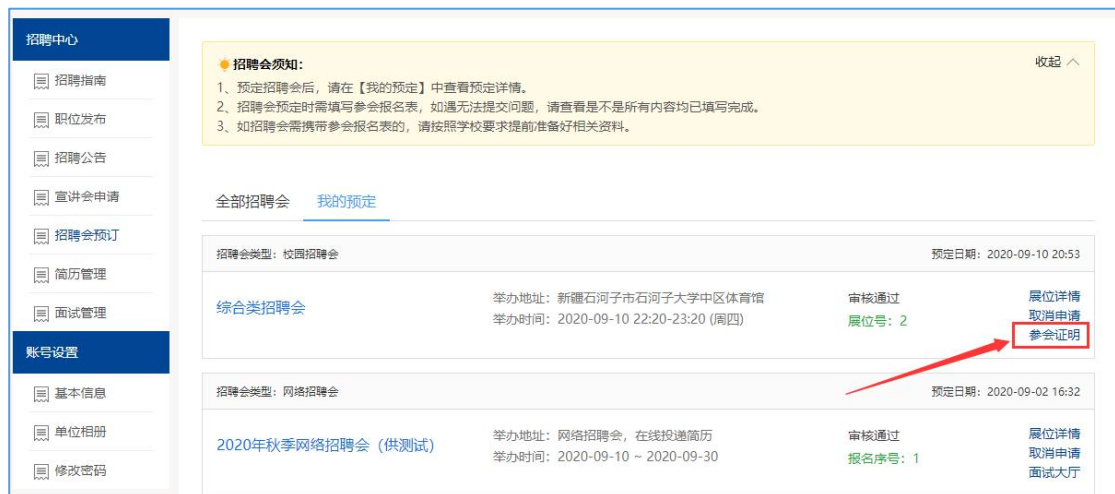 招聘中心
招聘指南
职位发布
招聘公告
宣讲会申请
招聘会预订
简历管理
面试管理
账号设置
基本信息
单位相册
修改密码
招聘会须知：
收起
1、预定招聘会后，请在【我的预定】中查看预定详情。
2、招聘会预定时需填写参会报名表，如遇无法提交问题，请查看是不是所有内容均已填写完成。
3、如招聘会需携带参会报名表的，请按照学校要求提前准备好相关资料。
全部招聘会 我的预定
招聘会类型：校园招聘会 预定日期：2020-09-10 20:53
综合类招聘会
举办地址：新疆石河子市石河子大学中区体育馆
举办时间：2020-09-10 22:20-23:20 (周四)
审核通过
展位号：2
展位详情
取消申请
参会证明
招聘会类型：网络招聘会 预定日期：2020-09-02 16:32
2020年秋季网络招聘会（供测试）
举办地址：网络招聘会，在线投递简历
举办时间：2020-09-10 ~ 2020-09-30
审核通过
报名序号：1
展位详情
取消申请
面试大厅